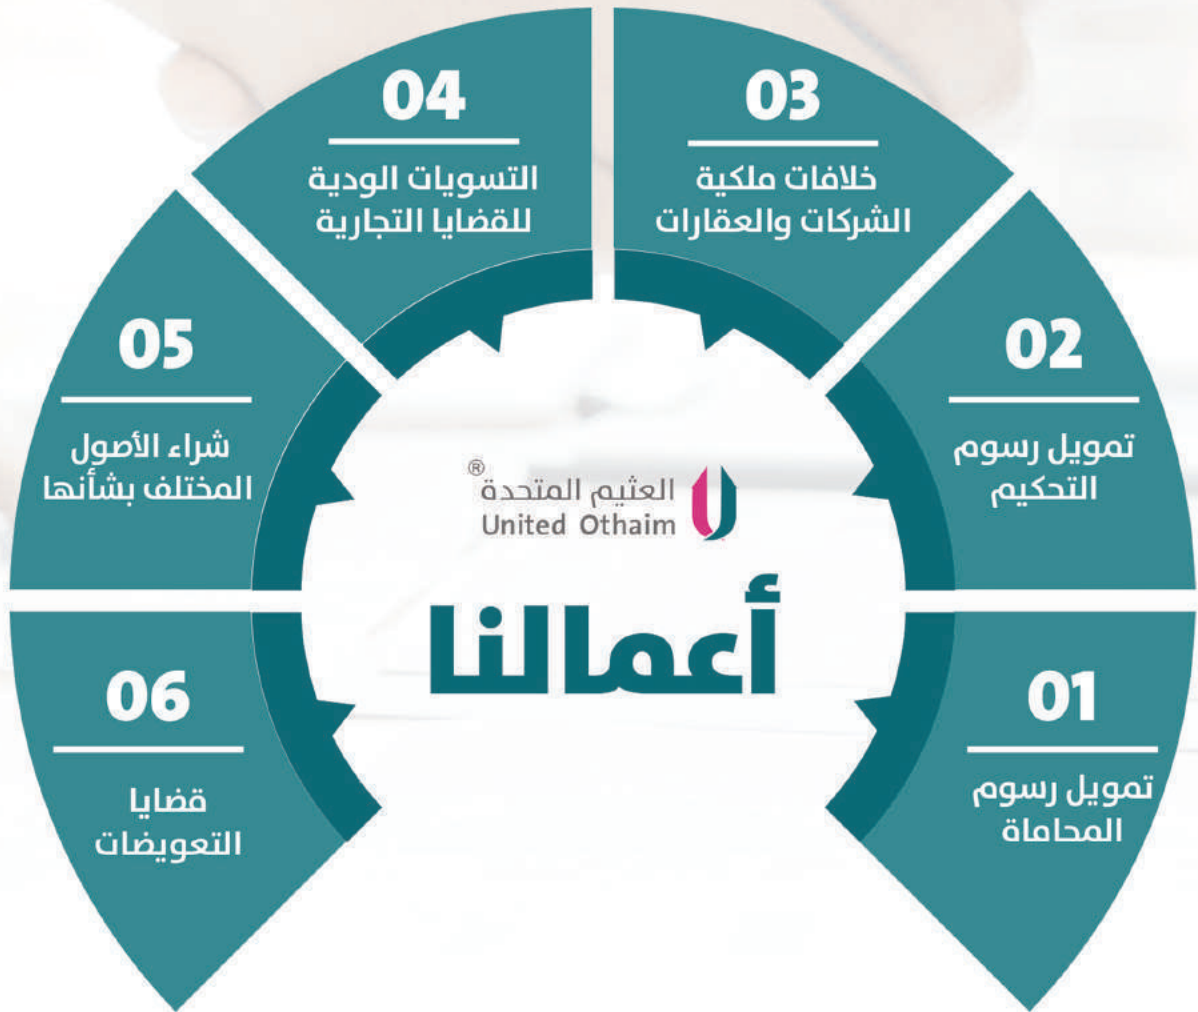 العثيم المتحدة®
United Othaim
أعمالنا
01
تمويل رسوم
المحاماة
02
تمويل رسوم
التحكيم
03
خلافات ملكية
الشركات والعقارات
04
التسويات الودية
للقضايا التجارية
05
شراء الأصول
المختلف بشأنها
06
قضايا
التعويضات